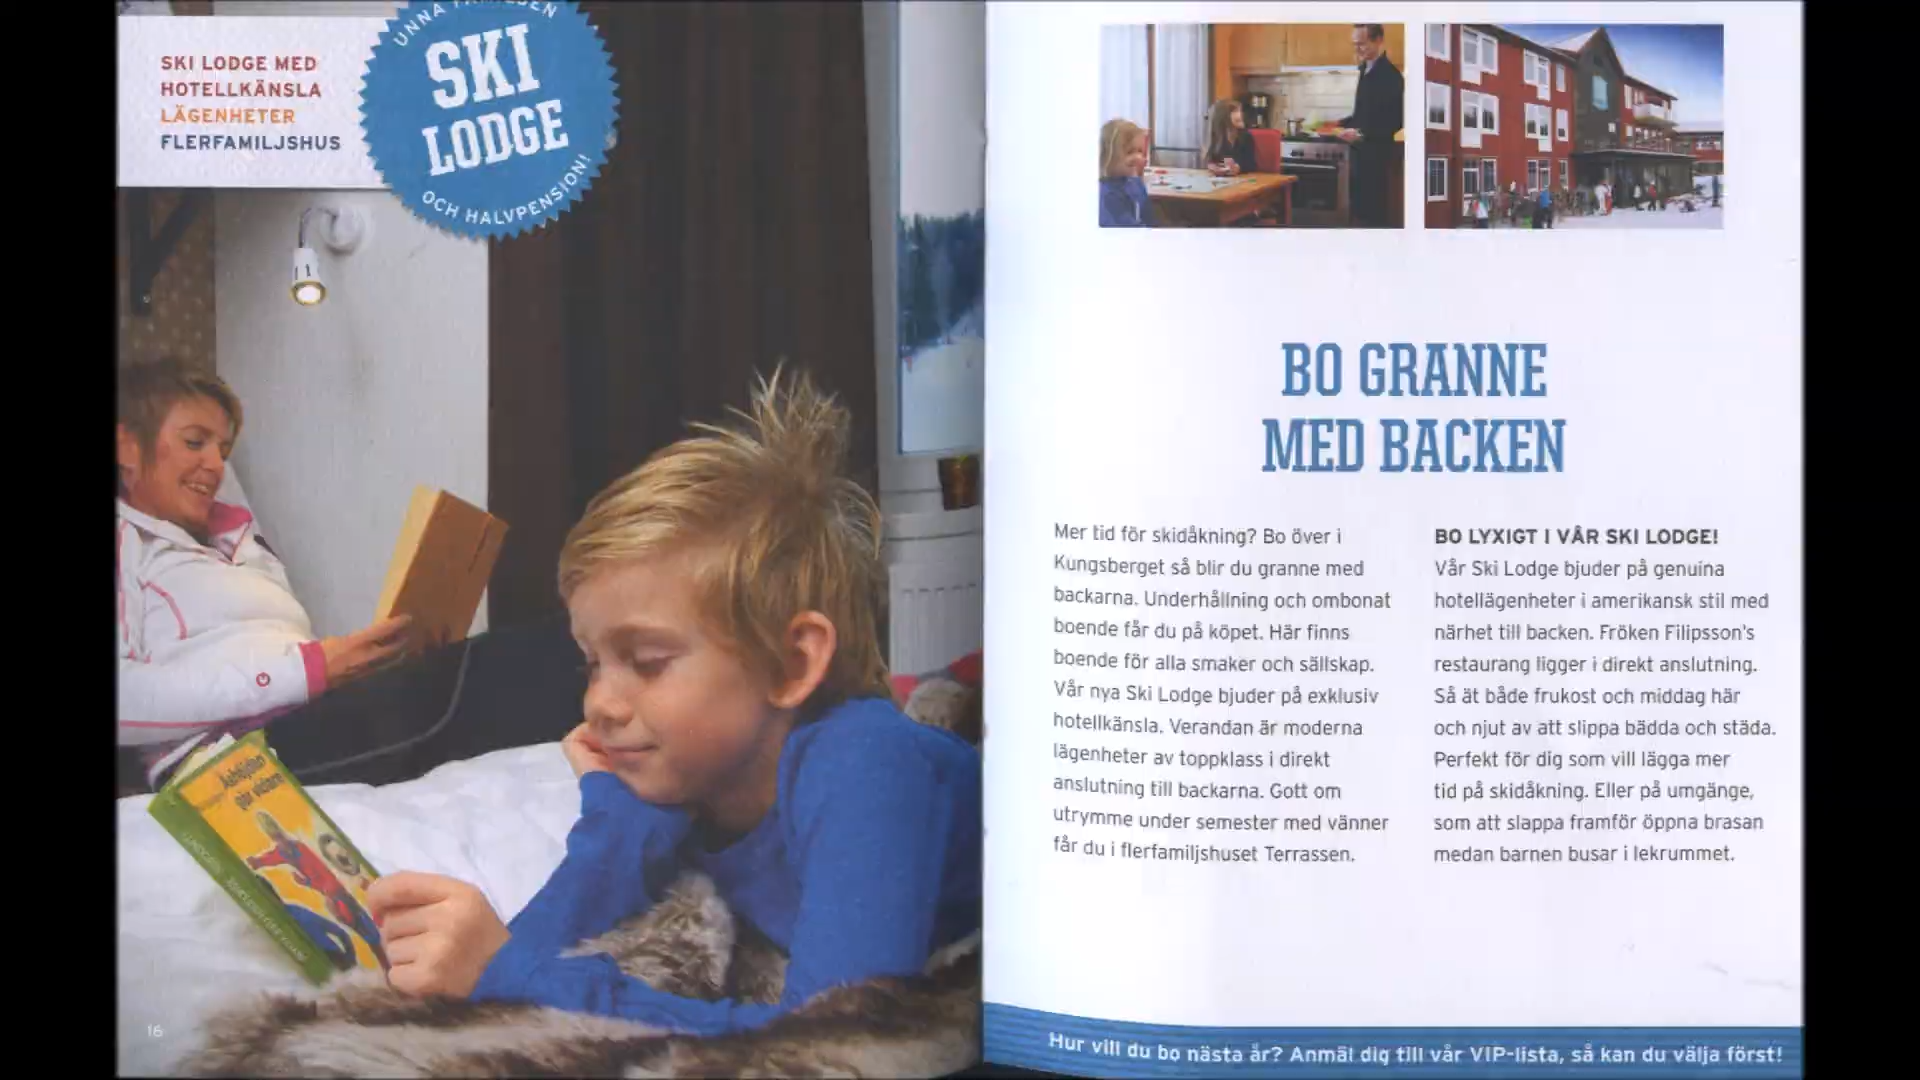 SKI LODGE MED
HOTELLKÄNSLA
LÄGENHETER
FLERFAMILJSHUS
UNNA FAMILJEN
SKI
LODGE
OCH HALVPENSION!
16
BO GRANNE
MED BACKEN
Mer tid för skidåkning? Bo över i
Kungsberget så blir du granne med
backarna. Underhållning och ombonat
boende får du på köpet. Här finns
boende för alla smaker och sällskap.
Vår nya Ski Lodge bjuder på exklusiv
hotellkänsla. Verandan är moderna
lägenheter av toppklass i direkt
anslutning till backarna. Gott om
utrymme under semester med vänner
får du i flerfamiljshuset Terrassen.
BO LYXIGT I VÅR SKI LODGE!
Vår Ski Lodge bjuder på genuina
hotellägenheter i amerikansk stil med
närhet till backen. Fröken Filipsson's
restaurang ligger i direkt anslutning.
Så ät både frukost och middag här
och njut av att slippa bädda och städa.
Perfekt för dig som vill lägga mer
tid på skidåkning. Eller på umgänge,
som att slappa framför öppna brasan
medan barnen busar i lekrummet.
Hur vill du bo nästa år? Anmäl dig till vår VIP-lista, så kan du välja först!